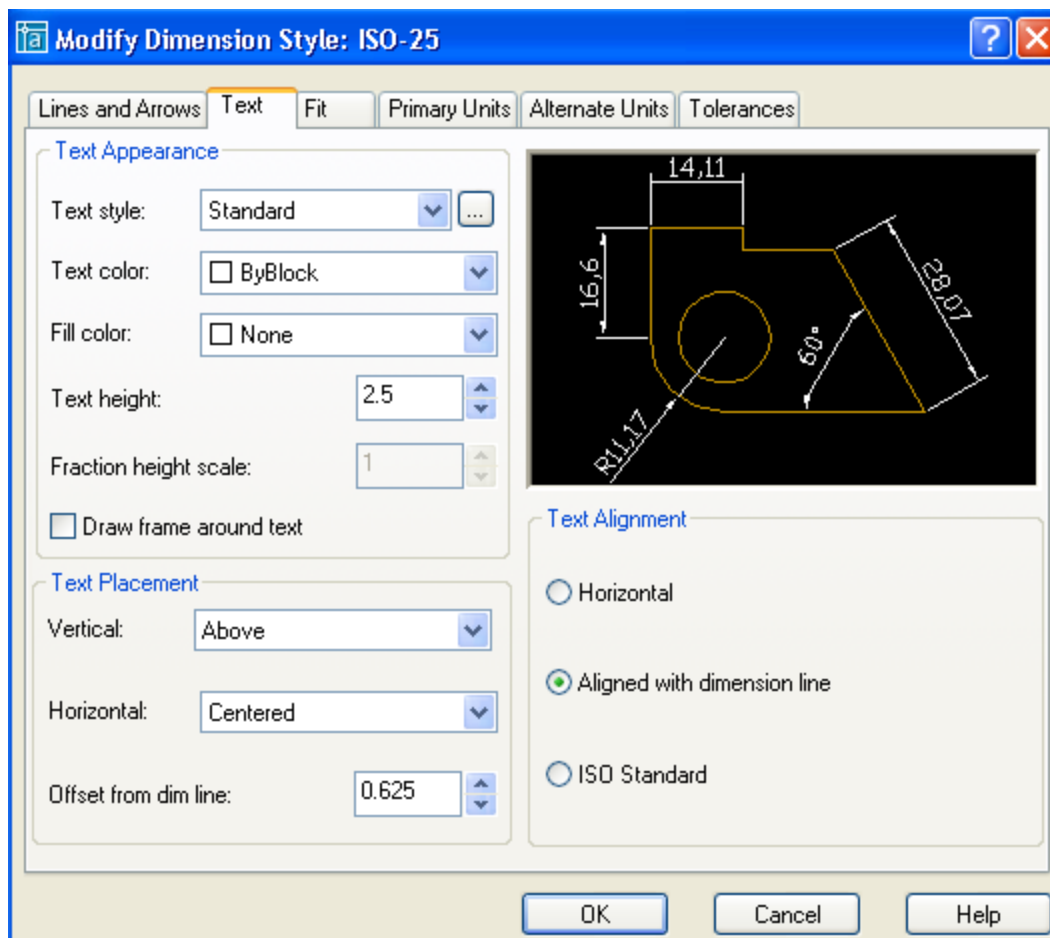 Modify Dimension Style: ISO-25
?
Lines and Arrows
Text
Fit
Primary Units
Alternate Units
Tolerances
Text Appearance
Text style:
Standard
...
Text color:
ByBlock
Fill color:
None
Text height:
2.5
Fraction height scale:
1
Draw frame around text
14,11
16,6
28,07
60°
R11,17
Text Placement
Vertical:
Above
Horizontal:
Centered
Offset from dim line:
0.625
Text Alignment
Horizontal
Aligned with dimension line
ISO Standard
OK
Cancel
Help